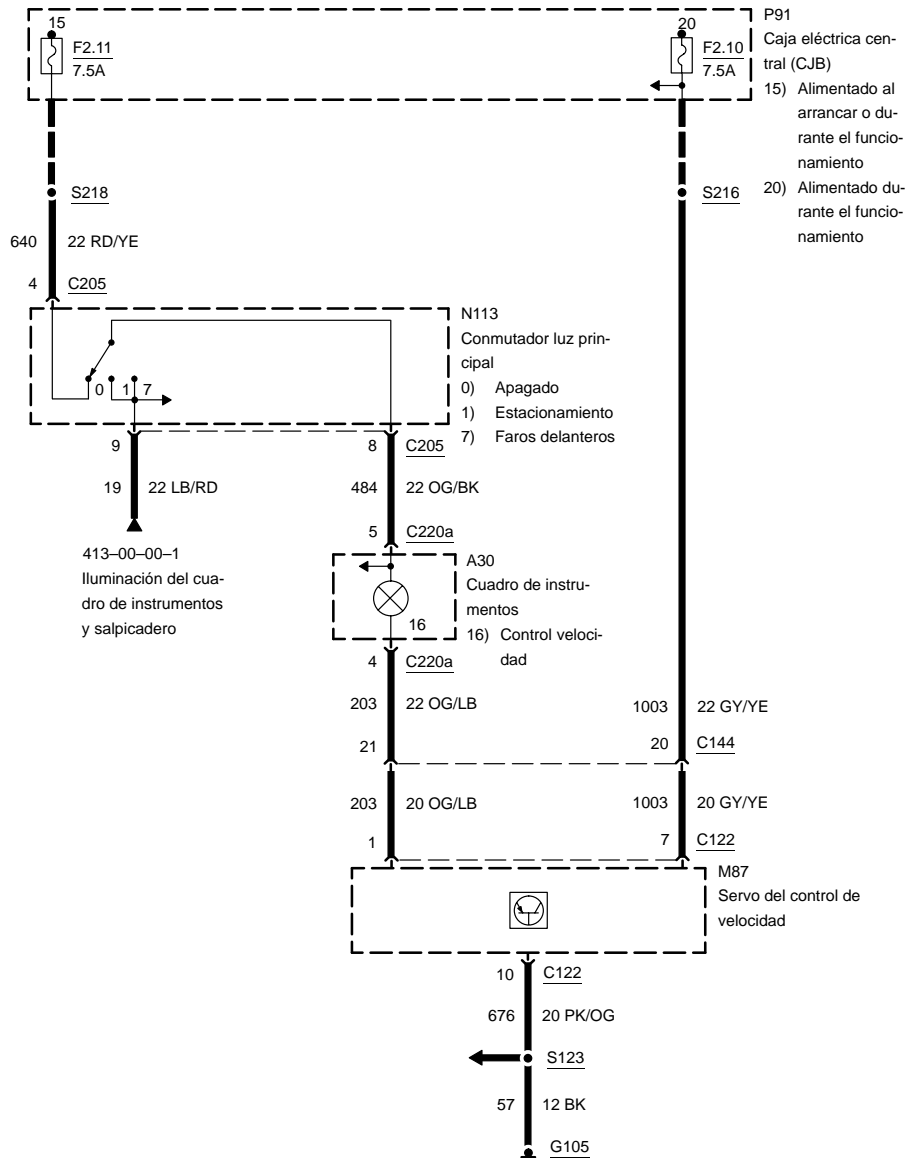 P91
Caja eléctrica cen-
tral (CJB)
15) Alimentado al
arrancar o du-
rante el funcio-
namiento
20) Alimentado du-
rante el funcio-
namiento
15
F2.11
7.5A
20
F2.10
7.5A
S218
S216
640 22 RD/YE
4 C205
N113
Conmutador luz prin-
cipal
0) Apagado
1) Estacionamiento
7) Faros delanteros
0 1 7
9
8 C205
19 22 LB/RD
484 22 OG/BK
413–00–00–1
Iluminación del cua-
dro de instrumentos
y salpicadero
5 C220a
A30
Cuadro de instru-
mentos
16) Control veloci-
dad
16
4 C220a
203 22 OG/LB
1003 22 GY/YE
21
20 C144
203 20 OG/LB
1003 20 GY/YE
1
7 C122
M87
Servo del control de
velocidad
10 C122
676 20 PK/OG
S123
57 12 BK
G105